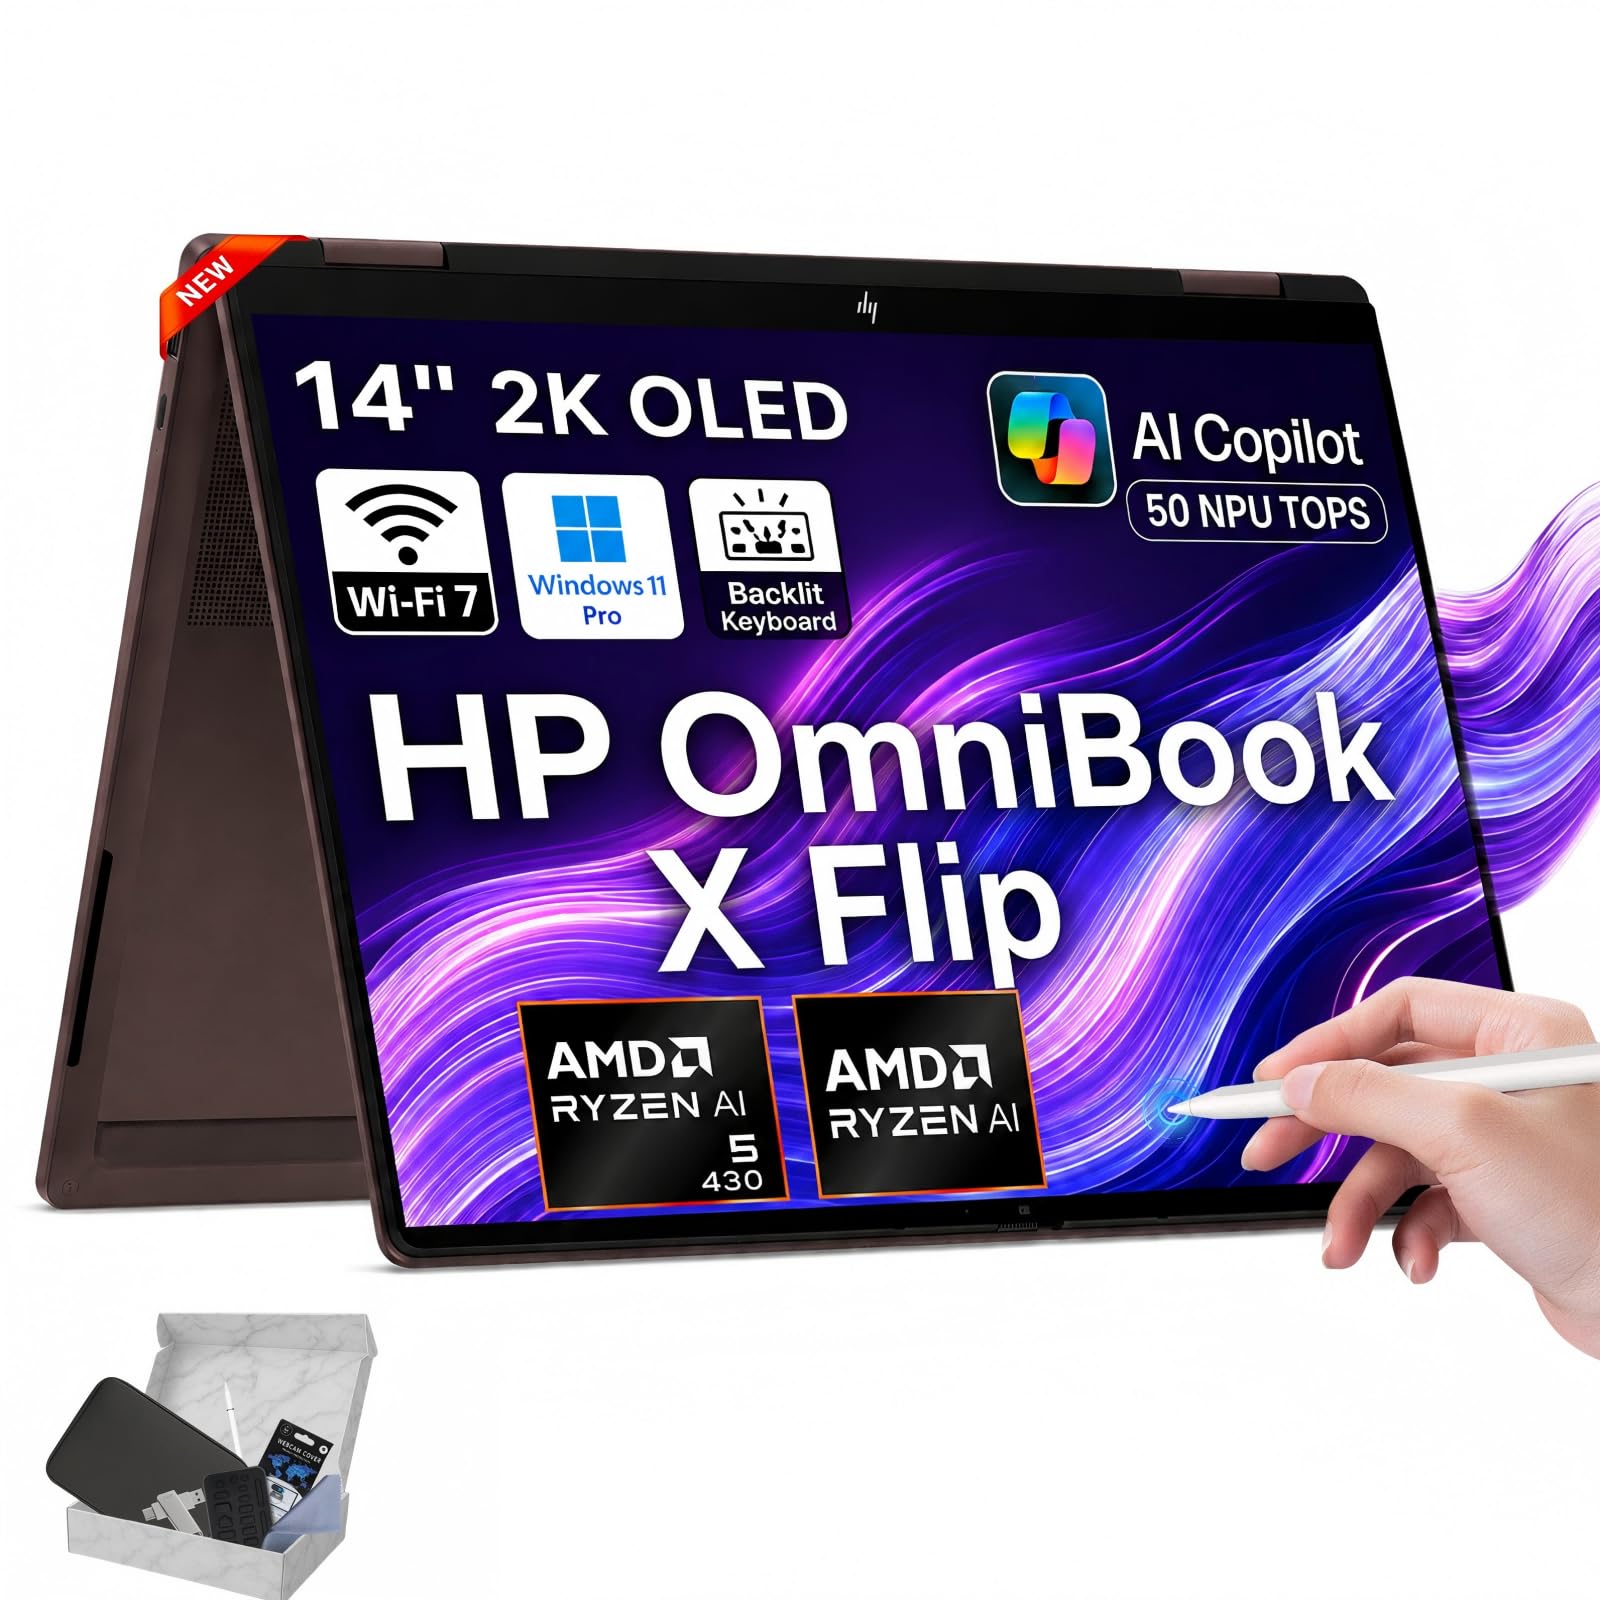 NEW
hp
14" 2K OLED
AI Copilot
50 NPU TOPS
Wi-Fi 7
Windows 11
Pro
Backlit
Keyboard
HP OmniBook
X Flip
AMD
RYZEN AI
5
430
AMD
RYZEN AI
WEBCAM COVER